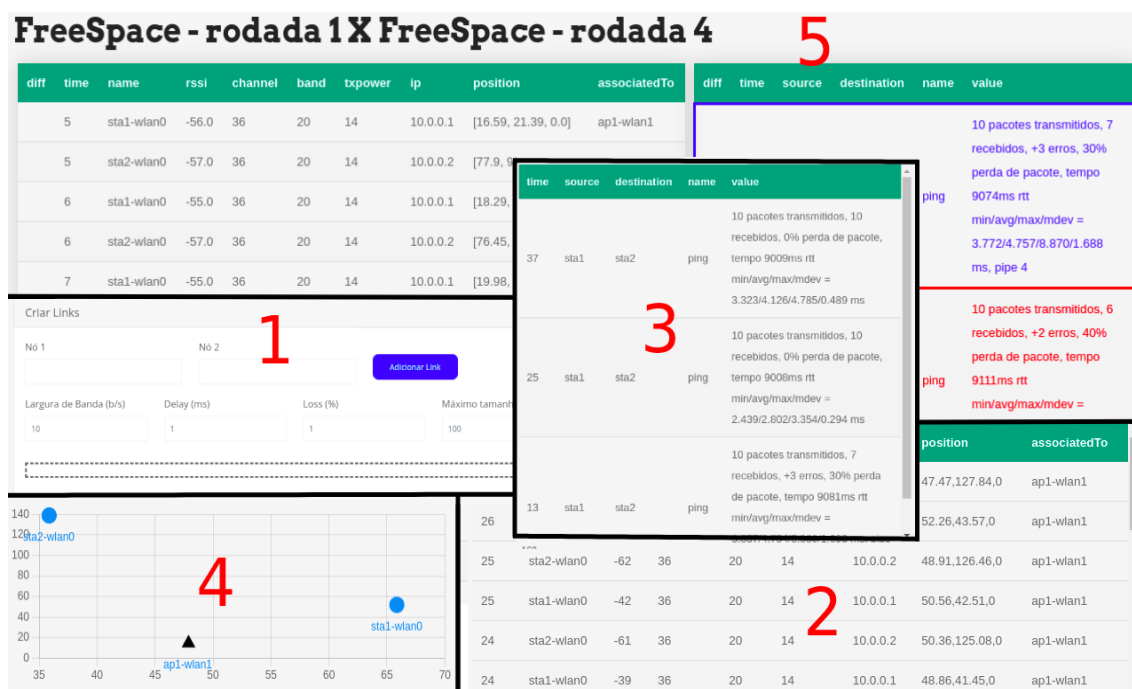 FreeSpace - rodada 1 X FreeSpace - rodada 4
5
diff time name rssi channel band txpower ip position associatedTo
5 sta1-wlan0 -56.0 36 20 14 10.0.0.1 [16.59, 21.39, 0.0] ap1-wlan1
5 sta2-wlan0 -57.0 36 20 14 10.0.0.2 [77.9, 9
6 sta1-wlan0 -55.0 36 20 14 10.0.0.1 [18.29,
6 sta2-wlan0 -57.0 36 20 14 10.0.0.2 [76.45,
7 sta1-wlan0 -55.0 36 20 14 10.0.0.1 [19.98,
diff time source destination name value
10 pacotes transmitidos, 7
recebidos, +3 erros, 30%
perda de pacote, tempo
ping 9074ms rtt
min/avg/max/mdev =
3.772/4.757/8.870/1.688
ms, pipe 4
10 pacotes transmitidos, 6
recebidos, +2 erros, 40%
perda de pacote, tempo
ping 9111ms rtt
min/avg/max/mdev =
Criar Links
1
Nó 1 Nó 2
Adicionar Link
Largura de Banda (b/s) Delay (ms) Loss (%) Máximo tamanh
10 1 1 100
3
time source destination name value
10 pacotes transmitidos, 10
recebidos, 0% perda de pacote,
37 sta1 sta2 ping tempo 9009ms rtt
min/avg/max/mdev =
3.323/4.126/4.785/0.489 ms
10 pacotes transmitidos, 10
recebidos, 0% perda de pacote,
25 sta1 sta2 ping tempo 9008ms rtt
min/avg/max/mdev =
2.439/2.802/3.354/0.294 ms
10 pacotes transmitidos, 7
recebidos, +3 erros, 30% perda
13 sta1 sta2 ping de pacote, tempo 9081ms rtt
min/avg/max/mdev =
4
140
120
100
80
60
40
20
0
35 40 45 50 55 60 65 70
sta2-wlan0
sta1-wlan0
ap1-wlan1
2
position associatedTo
47.47,127.84,0 ap1-wlan1
26 52.26,43.57,0 ap1-wlan1
25 sta2-wlan0 -62 36 20 14 10.0.0.2 48.91,126.46,0 ap1-wlan1
25 sta1-wlan0 -42 36 20 14 10.0.0.1 50.56,42.51,0 ap1-wlan1
24 sta2-wlan0 -61 36 20 14 10.0.0.2 50.36,125.08,0 ap1-wlan1
24 sta1-wlan0 -39 36 20 14 10.0.0.1 48.86,41.45,0 ap1-wlan1